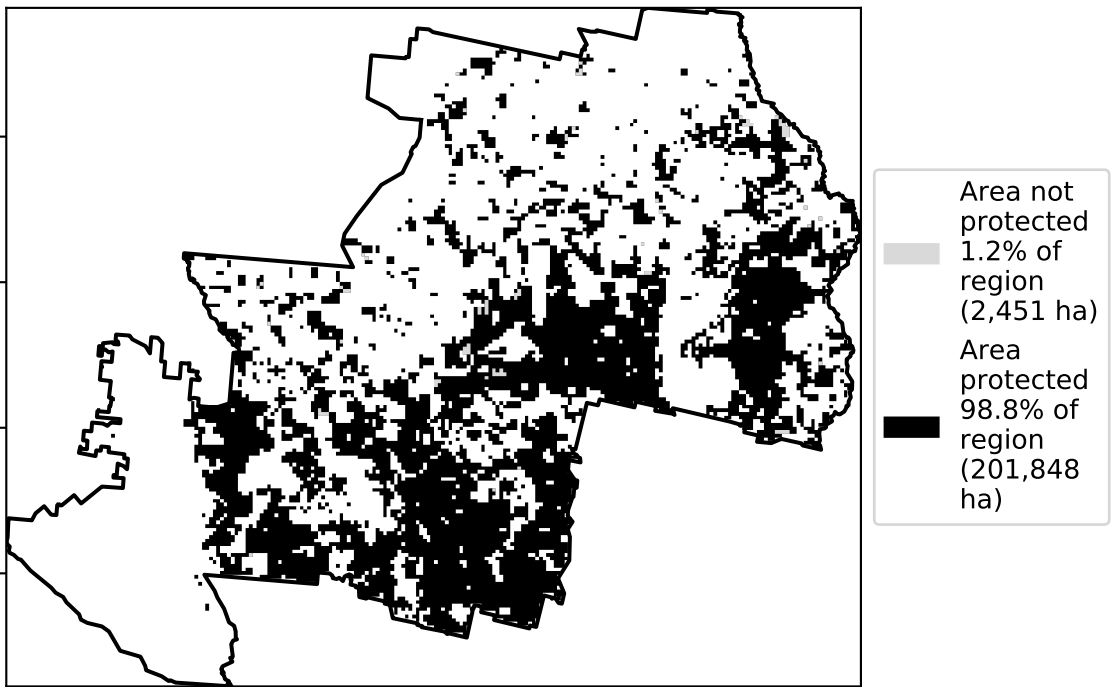 Area not
protected
1.2% of
region
(2,451 ha)
Area
protected
98.8% of
region
(201,848
ha)